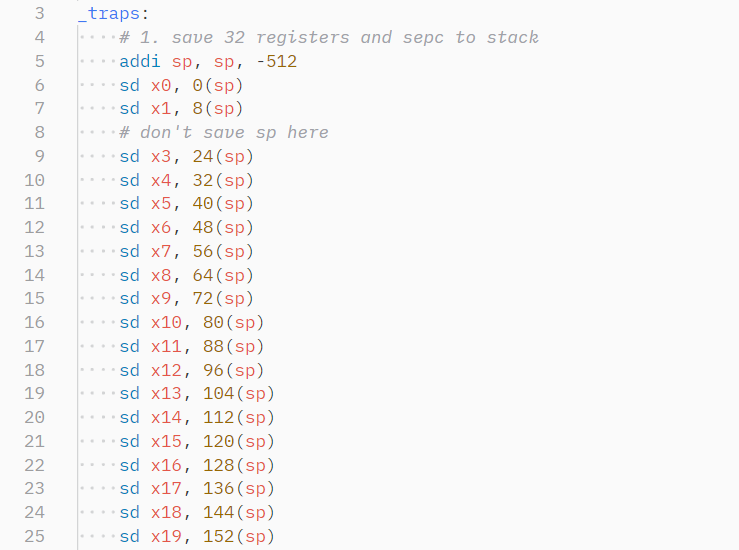 3 _traps:
4 # 1. save 32 registers and sepc to stack
5 addi sp, sp, -512
6 sd x0, 0(sp)
7 sd x1, 8(sp)
8 # don't save sp here
9 sd x3, 24(sp)
10 sd x4, 32(sp)
11 sd x5, 40(sp)
12 sd x6, 48(sp)
13 sd x7, 56(sp)
14 sd x8, 64(sp)
15 sd x9, 72(sp)
16 sd x10, 80(sp)
17 sd x11, 88(sp)
18 sd x12, 96(sp)
19 sd x13, 104(sp)
20 sd x14, 112(sp)
21 sd x15, 120(sp)
22 sd x16, 128(sp)
23 sd x17, 136(sp)
24 sd x18, 144(sp)
25 sd x19, 152(sp)